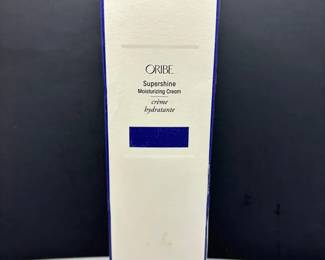 ORIBE
Supershine
Moisturizing Cream
crème
hydratante